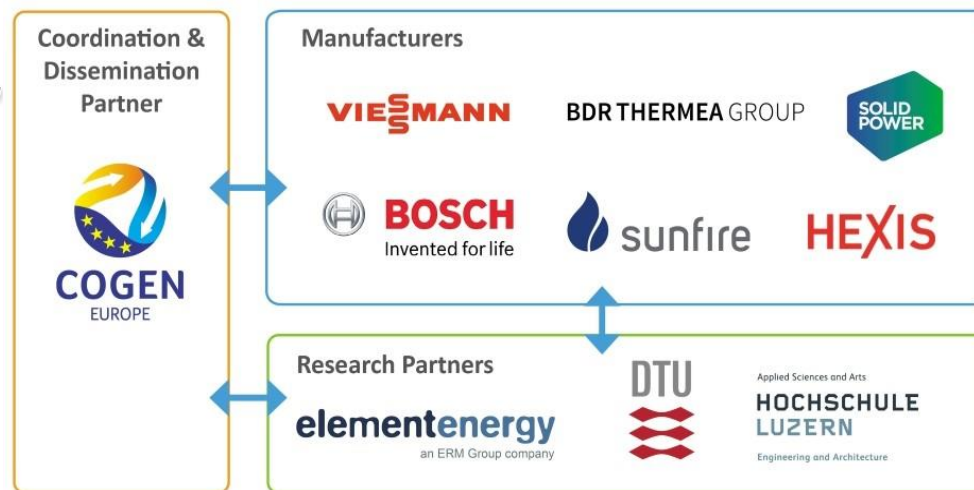 Coordination &
Dissemination
Partner
COGEN
EUROPE
Manufacturers
VIESSMANN
BDR THERMEA GROUP
SOLID
POWER
BOSCH
Invented for life
sunfire
HEXIS
Research Partners
elementenergy
an ERM Group company
DTU
Applied Sciences and Arts
HOCHSCHULE
LUZERN
Engineering and Architecture